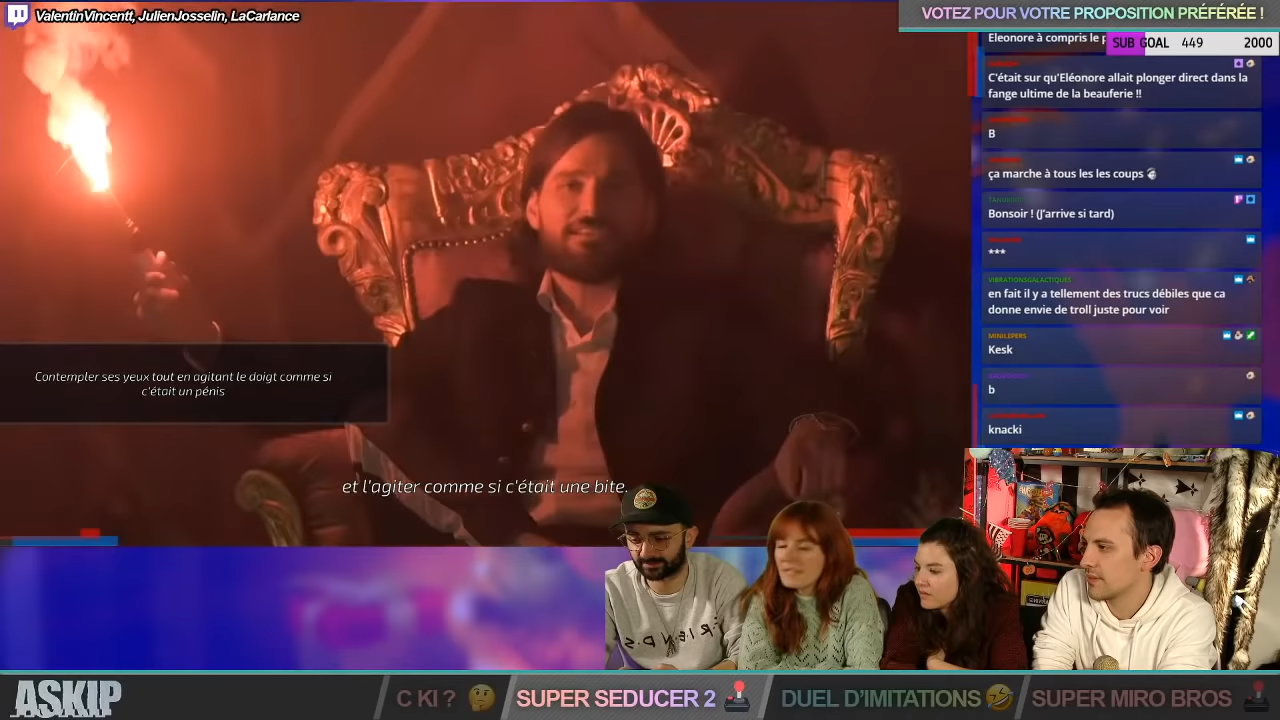 ValentinVincentt, JulienJosselin, LaCarlance
VOTEZ POUR VOTRE PROPOSITION PRÉFÉRÉE !
Eleonore à compris le p
SUB GOAL 449 2000
C'était sur qu'Eléonore allait plonger direct dans la
fange ultime de la beauferie !!
B
ça marche à tous les les coups
Bonsoir ! (J'arrive si tard)
***
VIBRATIONSGALACTIQUES
en fait il y a tellement des trucs débiles que ca
donne envie de troll juste pour voir
MINILEPERS
Kesk
b
knacki
Contempler ses yeux tout en agitant le doigt comme si
c'était un pénis
et l'agiter comme si c'était une bite.
F·R·I·E·N·D·S
ASKIP
C KI ?
SUPER SEDUCER 2
DUEL D'IMITATIONS
SUPER MIRO BROS